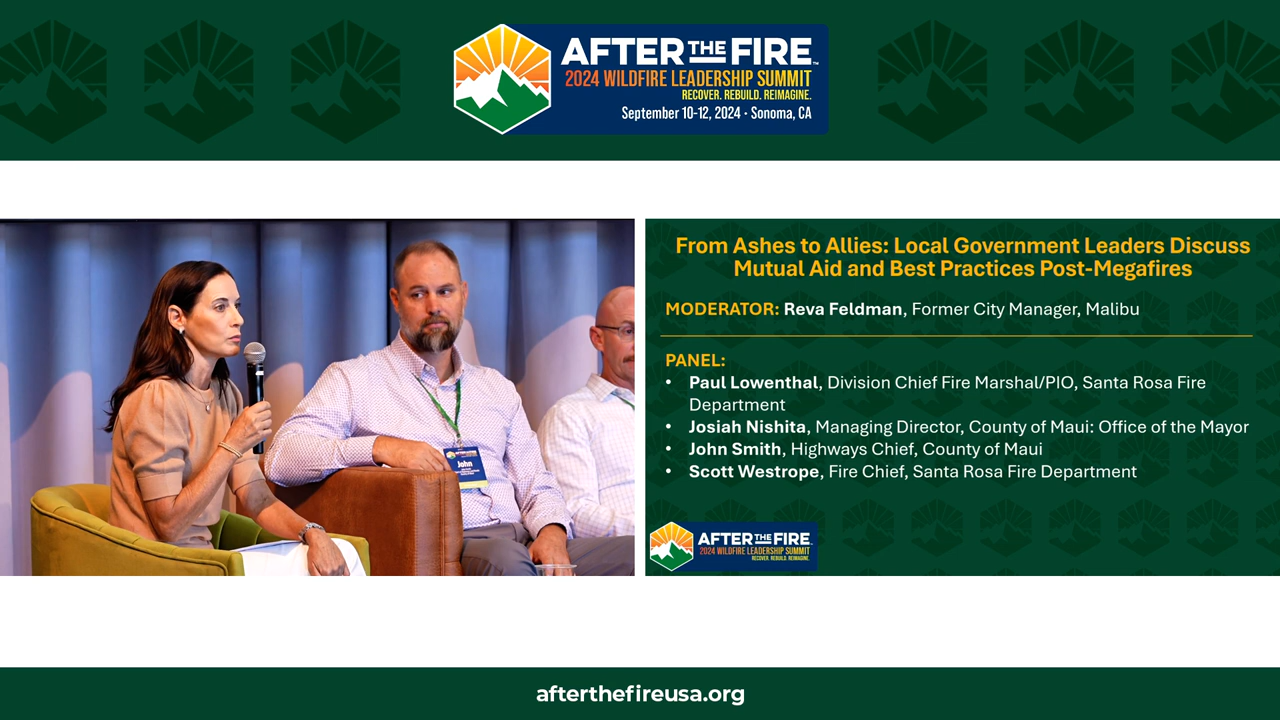 AFTER THE FIRE™
2024 WILDFIRE LEADERSHIP SUMMIT
RECOVER. REBUILD. REIMAGINE.
September 10-12, 2024 · Sonoma, CA
AFTER THE FIRE
John
From Ashes to Allies: Local Government Leaders Discuss
Mutual Aid and Best Practices Post-Megafires
MODERATOR: Reva Feldman, Former City Manager, Malibu
PANEL:
• Paul Lowenthal, Division Chief Fire Marshal/PIO, Santa Rosa Fire
Department
• Josiah Nishita, Managing Director, County of Maui: Office of the Mayor
• John Smith, Highways Chief, County of Maui
• Scott Westrope, Fire Chief, Santa Rosa Fire Department
AFTER THE FIRE
2024 WILDFIRE LEADERSHIP SUMMIT
RECOVER. REBUILD. REIMAGINE.
afterthefireusa.org